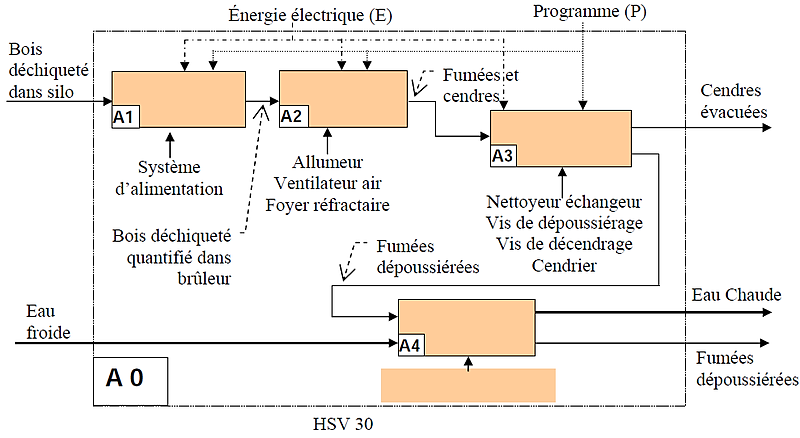 Énergie électrique (E)
Programme (P)
Bois
déchiqueté
dans silo
Fumées et
cendres
Cendres
évacuées
A1
A2
A3
Système
d’alimentation
Allumeur
Ventilateur air
Foyer réfractaire
Nettoyeur échangeur
Vis de dépoussiérage
Vis de décendrage
Cendrier
Bois déchiqueté
quantifié dans
brûleur
Fumées
dépoussiérées
Eau
froide
Eau Chaude
A4
Fumées
dépoussiérées
A 0
HSV 30